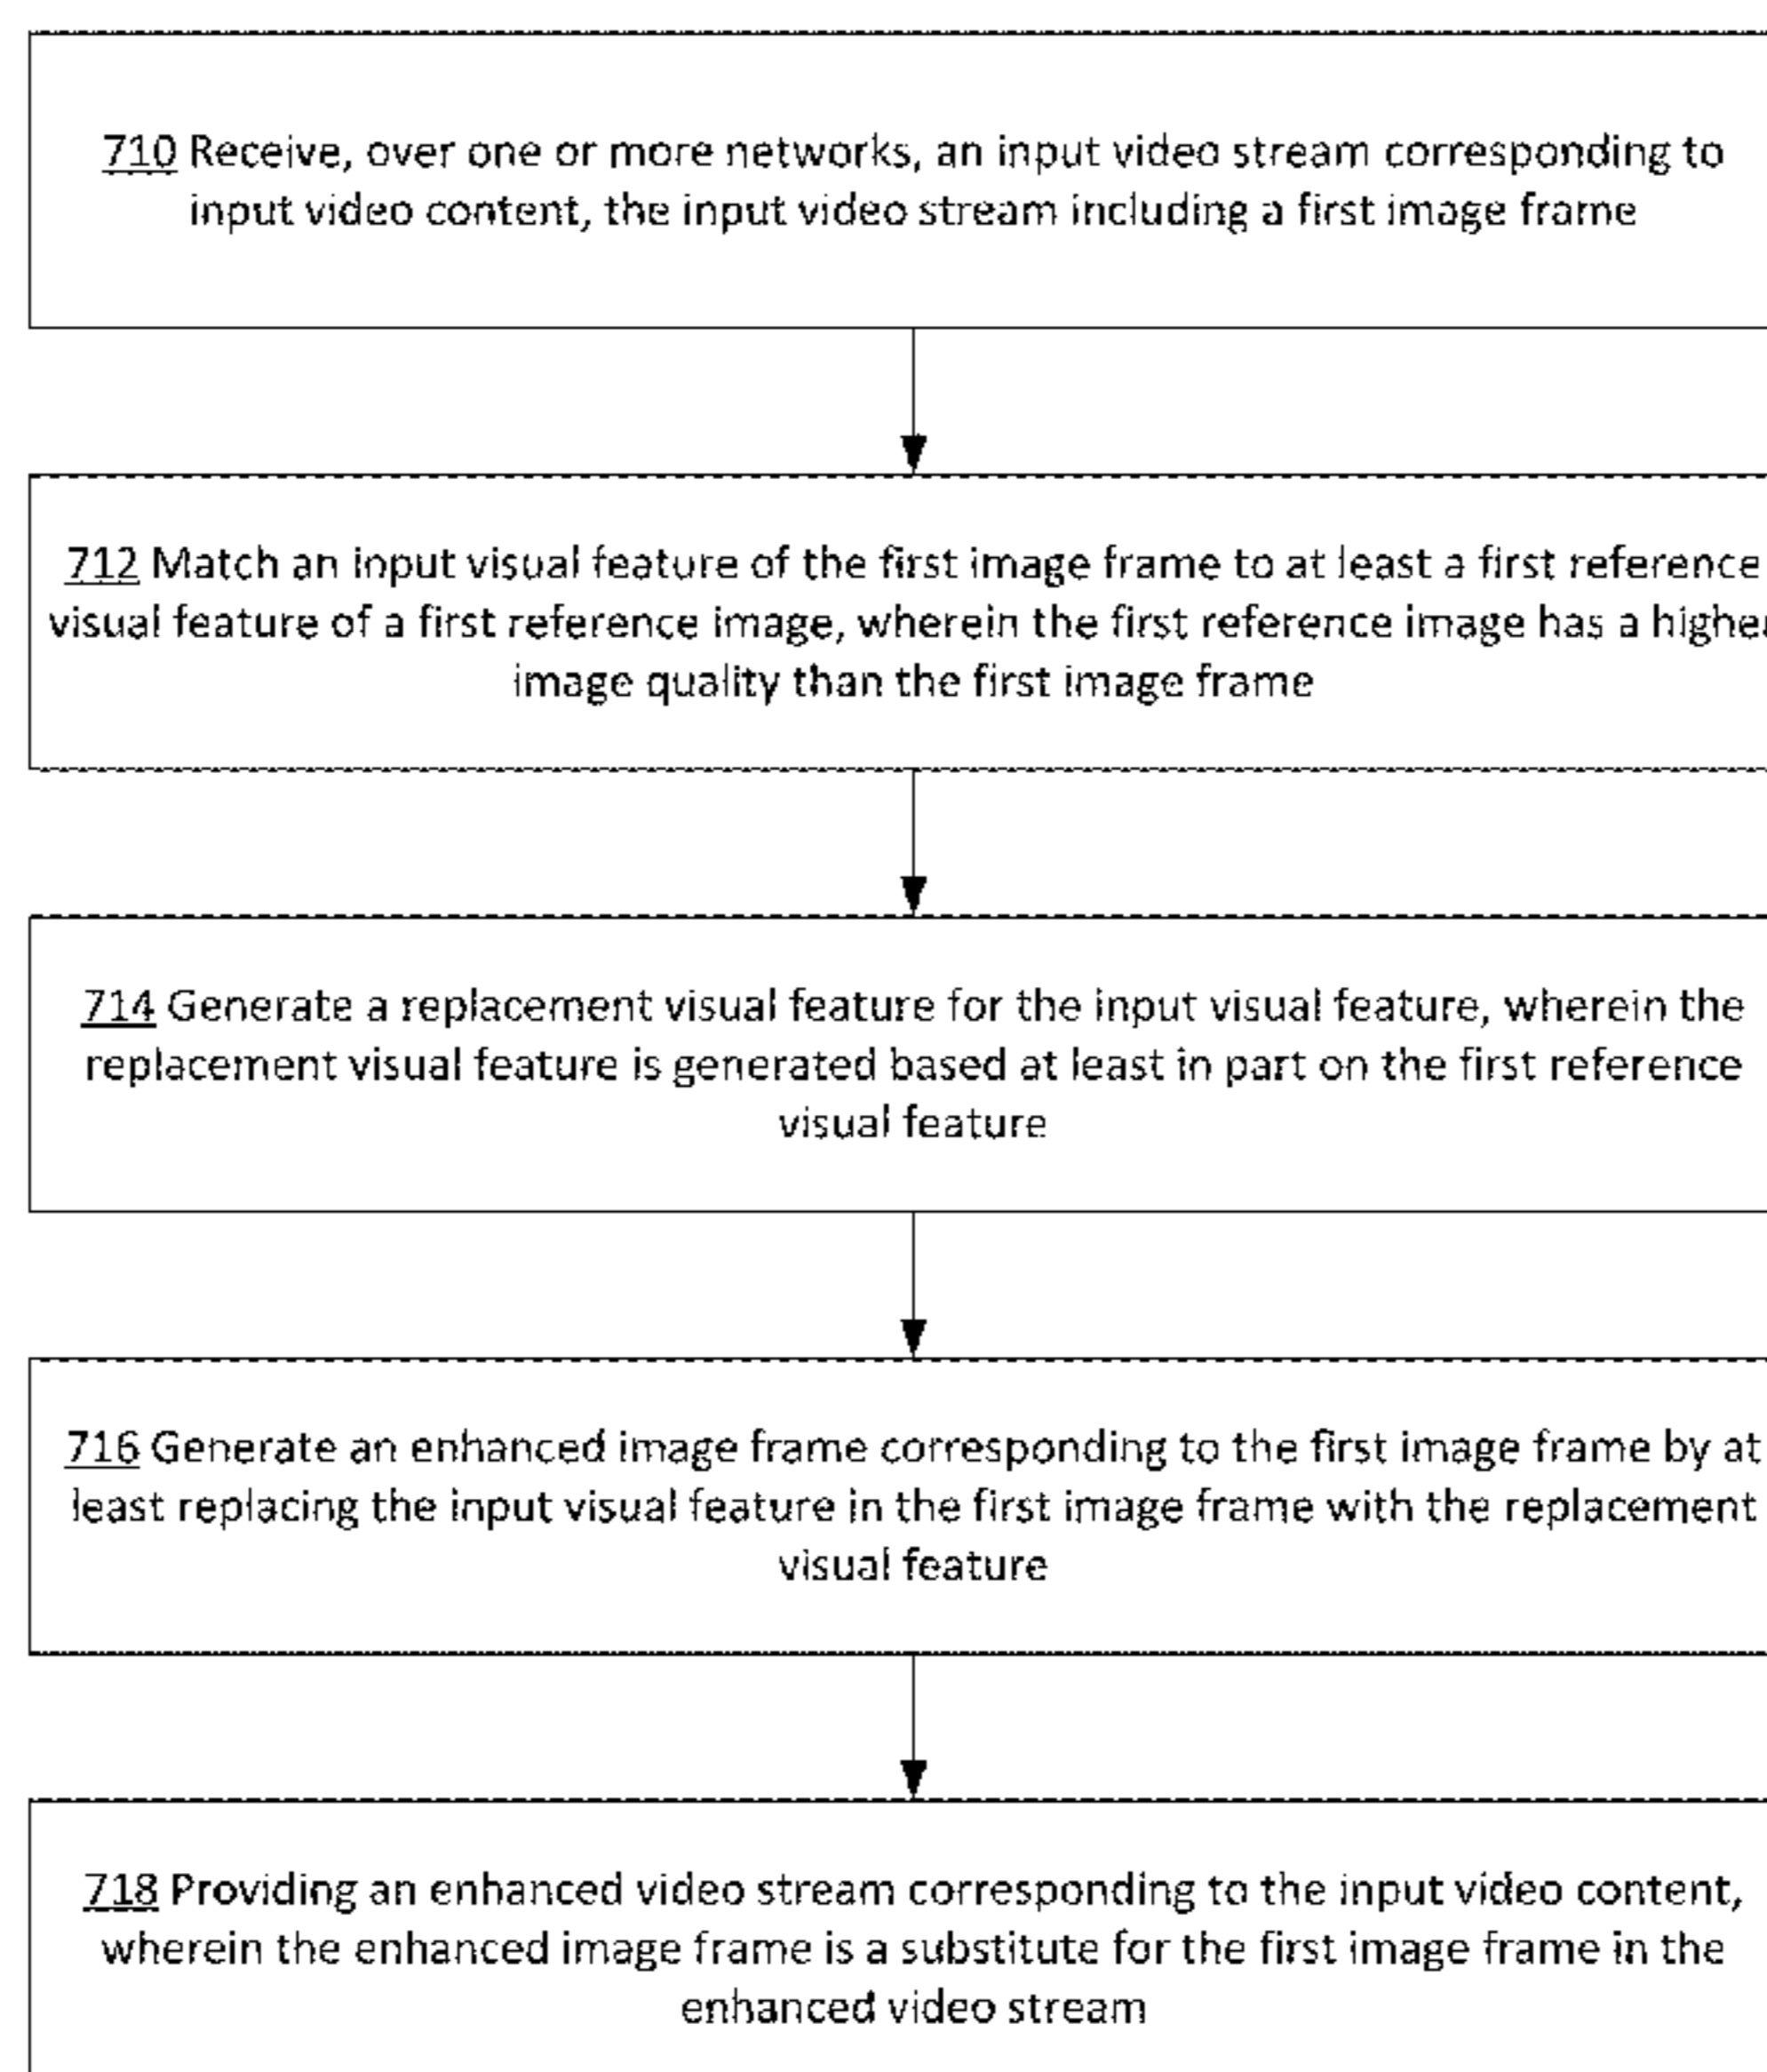 710 Receive, over one or more networks, an input video stream corresponding to
input video content, the input video stream including a first image frame
712 Match an input visual feature of the first image frame to at least a first reference
visual feature of a first reference image, wherein the first reference image has a higher
image quality than the first image frame
714 Generate a replacement visual feature for the input visual feature, wherein the
replacement visual feature is generated based at least in part on the first reference
visual feature
716 Generate an enhanced image frame corresponding to the first image frame by at
least replacing the input visual feature in the first image frame with the replacement
visual feature
718 Providing an enhanced video stream corresponding to the input video content,
wherein the enhanced image frame is a substitute for the first image frame in the
enhanced video stream